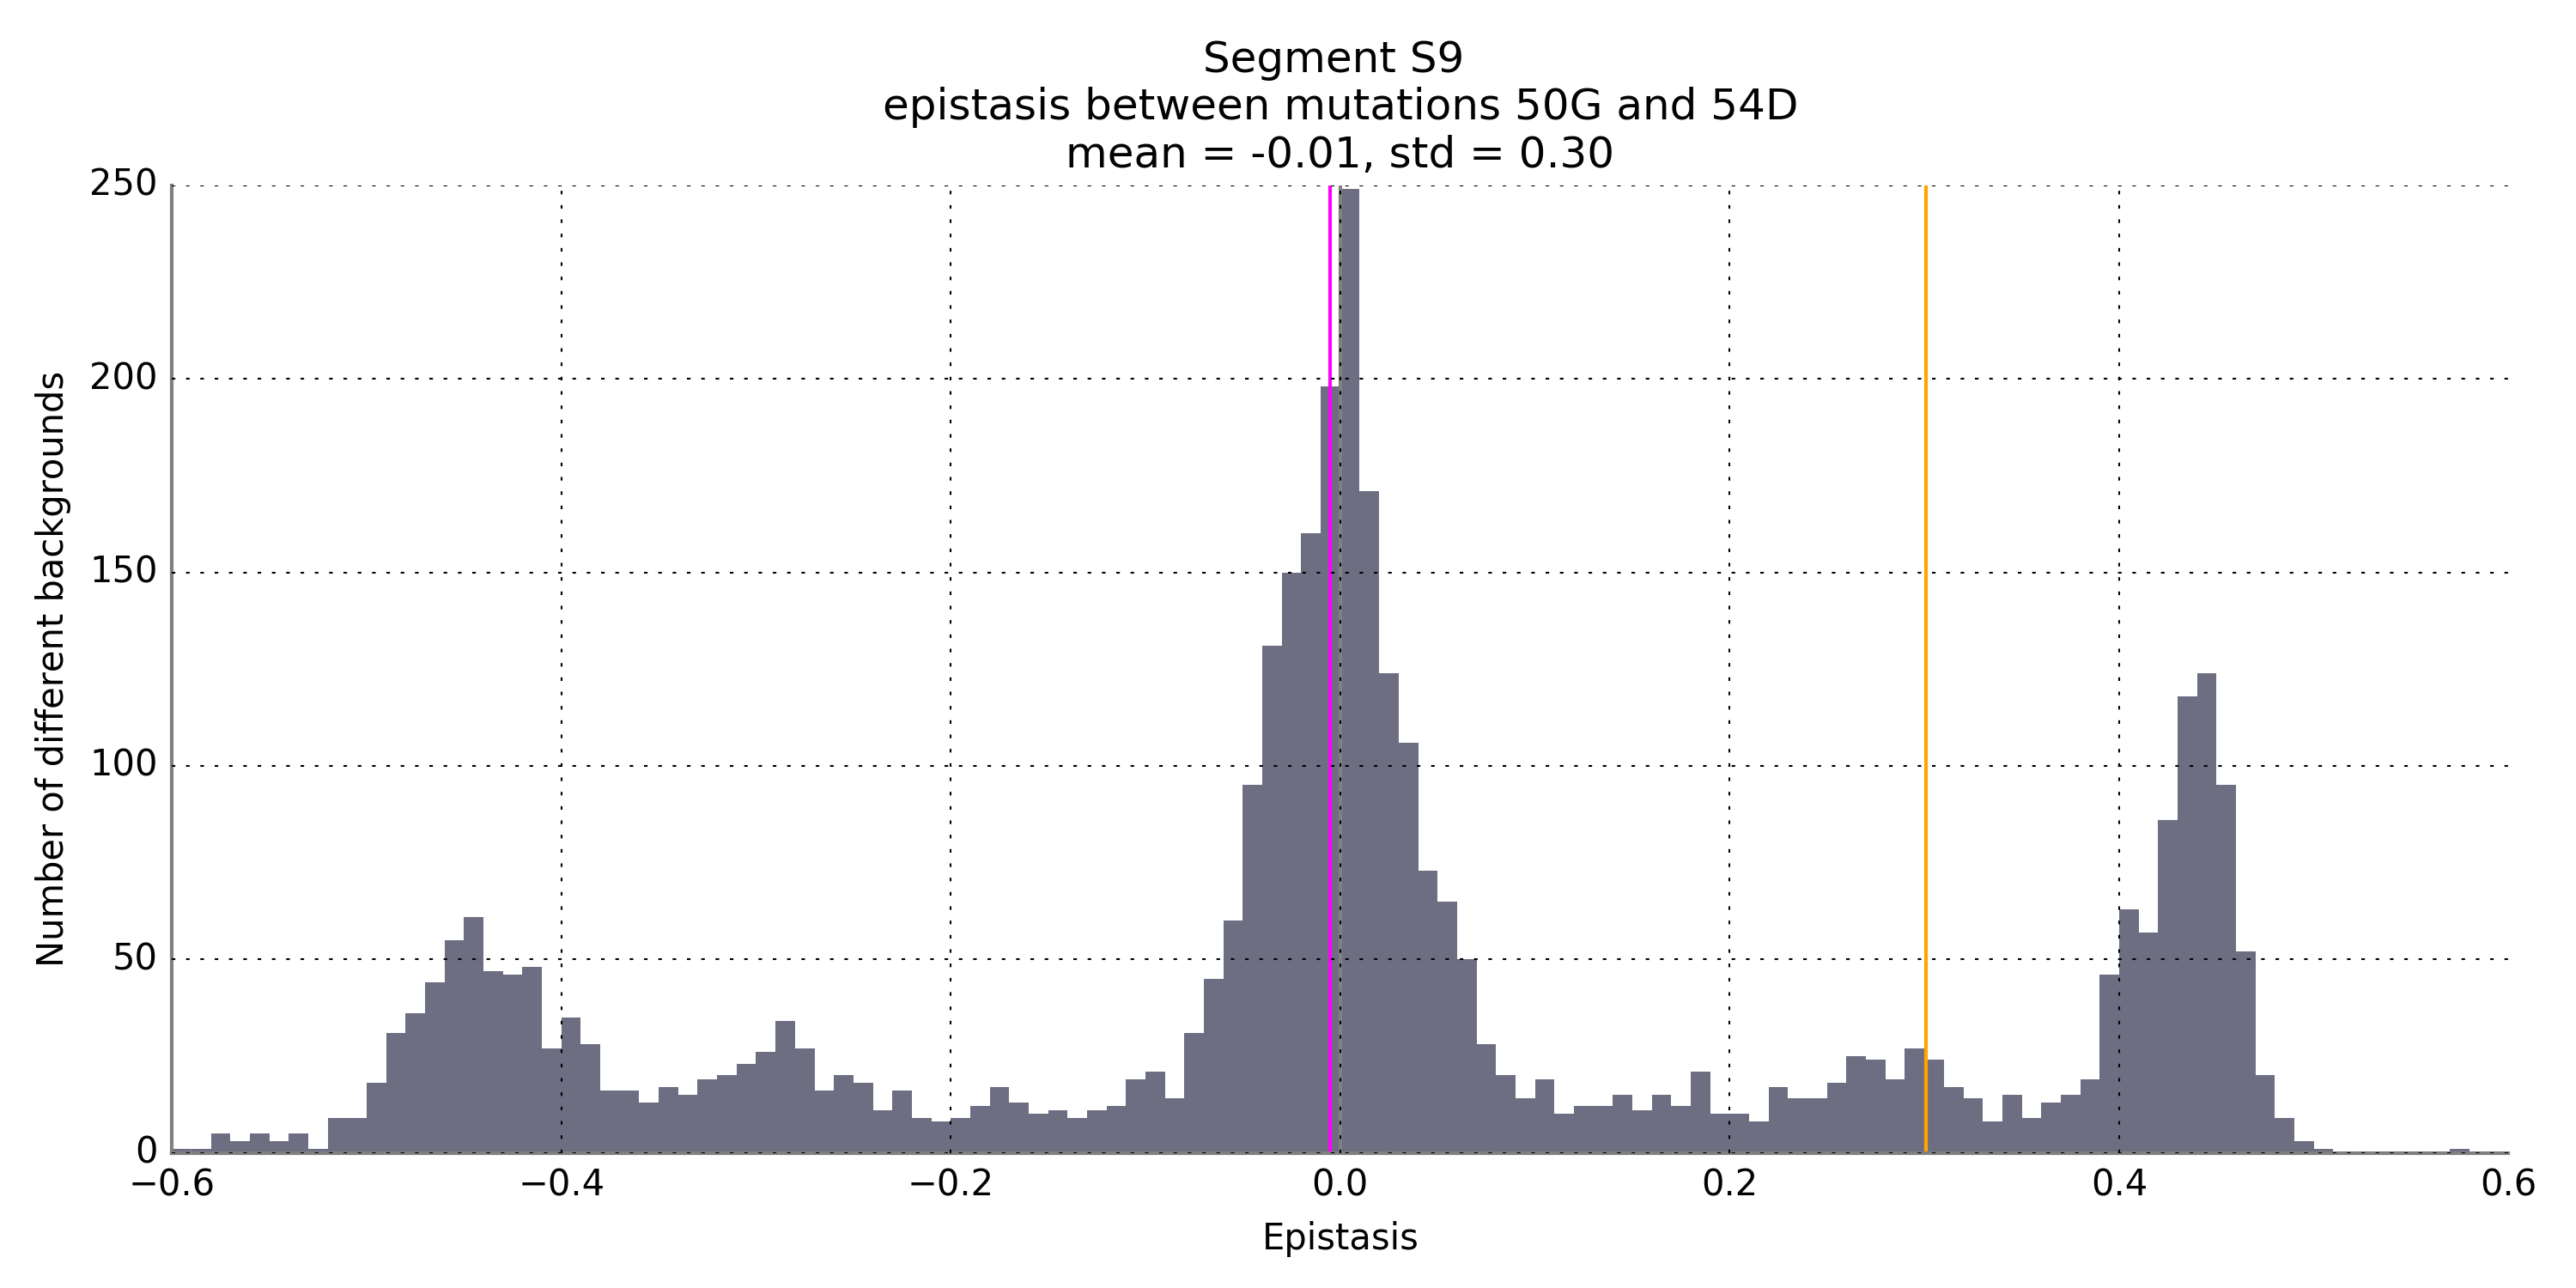 Segment S9
epistasis between mutations 50G and 54D
mean = -0.01, std = 0.30
250
200
150
100
50
0
Number of different backgrounds
−0.6 −0.4 −0.2 0.0 0.2 0.4 0.6
Epistasis